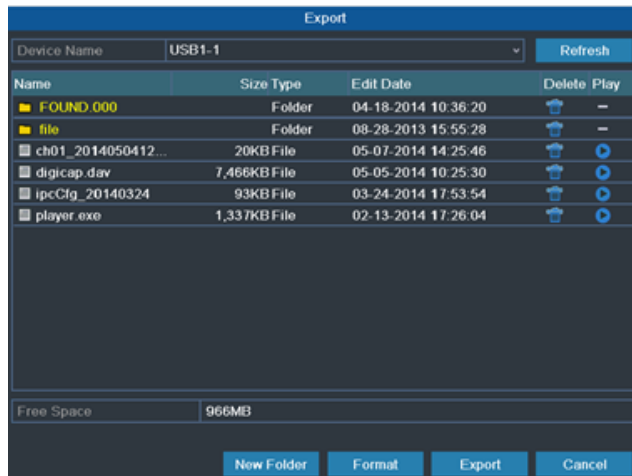 Export
Device Name USB1-1 Refresh
Name Size Type Edit Date Delete Play
FOUND.000 Folder 04-18-2014 10:36:20 –
file Folder 08-28-2013 15:55:28 –
ch01_2014050412... 20KB File 05-07-2014 14:25:46
digicap.dav 7,466KB File 05-05-2014 10:25:30
ipcCfg_20140324 93KB File 03-24-2014 17:53:54
player.exe 1,337KB File 02-13-2014 17:26:04
Free Space 966MB
New Folder Format Export Cancel